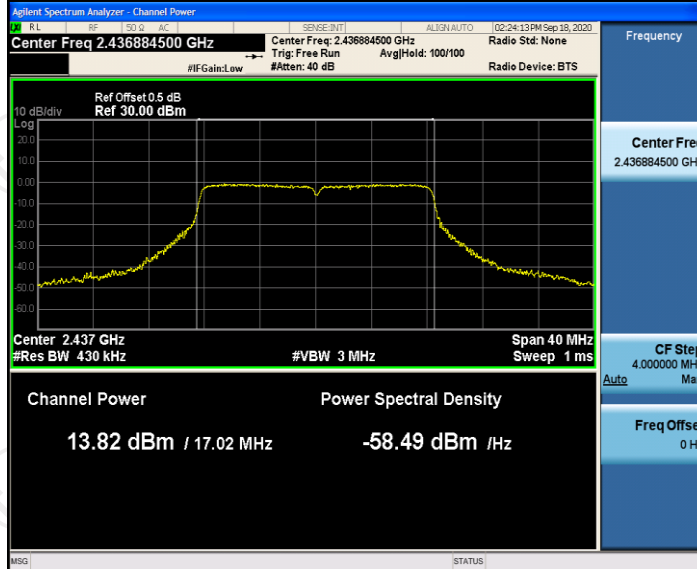 Agilent Spectrum Analyzer - Channel Power
RL RF 50 Ω AC SENSE:INT ALIGN AUTO 02:24:13 PM Sep 18, 2020
Center Freq 2.436884500 GHz
Center Freq: 2.436884500 GHz
Radio Std: None
Trig: Free Run Avg|Hold: 100/100
#IFGain:Low
#Atten: 40 dB
Radio Device: BTS
Frequency
Ref Offset 0.5 dB
10 dB/div
Ref 30.00 dBm
Log
20.0
10.0
0.00
-10.0
-20.0
-30.0
-40.0
-50.0
-60.0
Center 2.437 GHz
Span 40 MHz
#Res BW 430 kHz
#VBW 3 MHz
Sweep 1 ms
Channel Power
Power Spectral Density
13.82 dBm / 17.02 MHz
-58.49 dBm /Hz
Center Fre
2.436884500 GH
CF Step
4.000000 MH
Auto Ma
Freq Offse
0 H
MSG
STATUS